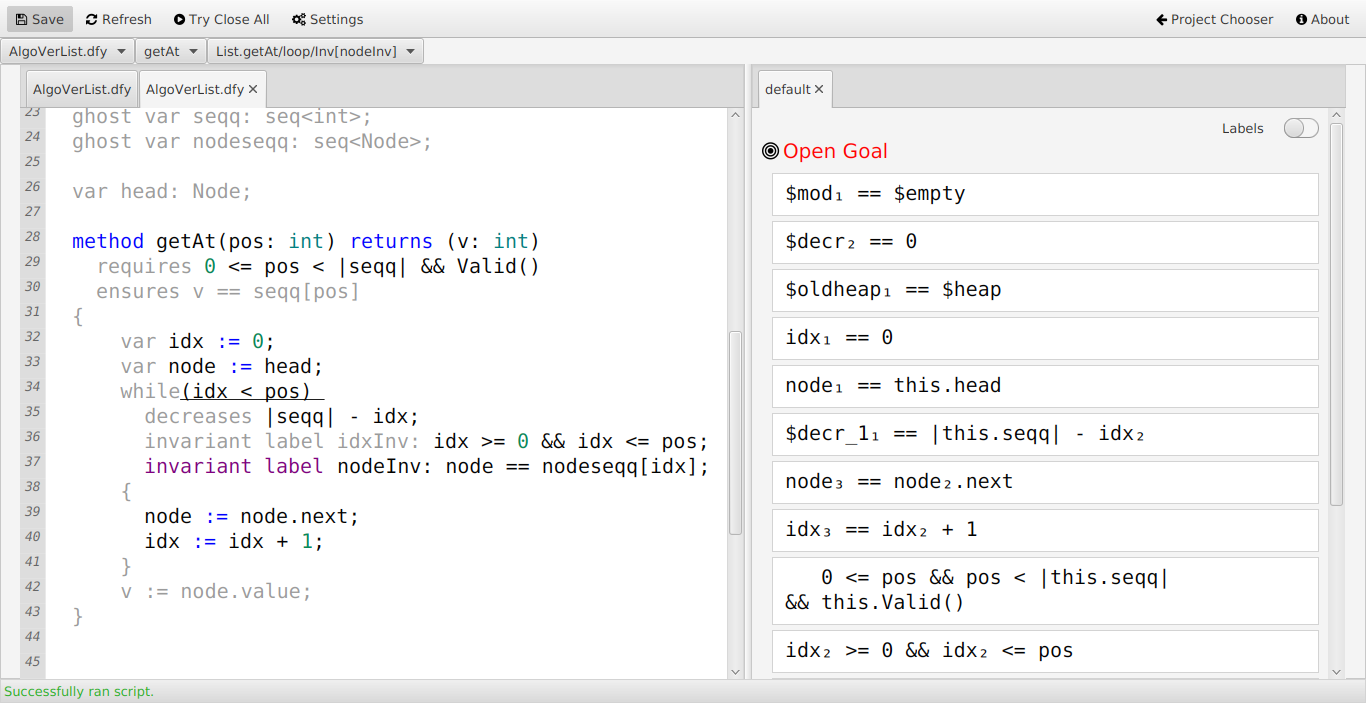 Save Refresh Try Close All Settings Project Chooser About
AlgoVerList.dfy getAt List.getAt/loop/Inv[nodeInv]
AlgoVerList.dfy AlgoVerList.dfy
23 ghost var seqq: seq<int>;
24 ghost var nodeseqq: seq<Node>;
25
26 var head: Node;
27
28 method getAt(pos: int) returns (v: int)
29 requires 0 <= pos < |seqq| && Valid()
30 ensures v == seqq[pos]
31 {
32 var idx := 0;
33 var node := head;
34 while(idx < pos)
35 decreases |seqq| - idx;
36 invariant label idxInv: idx >= 0 && idx <= pos;
37 invariant label nodeInv: node == nodeseqq[idx];
38 {
39 node := node.next;
40 idx := idx + 1;
41 }
42 v := node.value;
43 }
44
45
default
Labels
Open Goal
$mod₁ == $empty
$decr₂ == 0
$oldheap₁ == $heap
idx₁ == 0
node₁ == this.head
$decr_1₁ == |this.seqq| - idx₂
node₃ == node₂.next
idx₃ == idx₂ + 1
0 <= pos && pos < |this.seqq|
&& this.Valid()
idx₂ >= 0 && idx₂ <= pos
Successfully ran script.